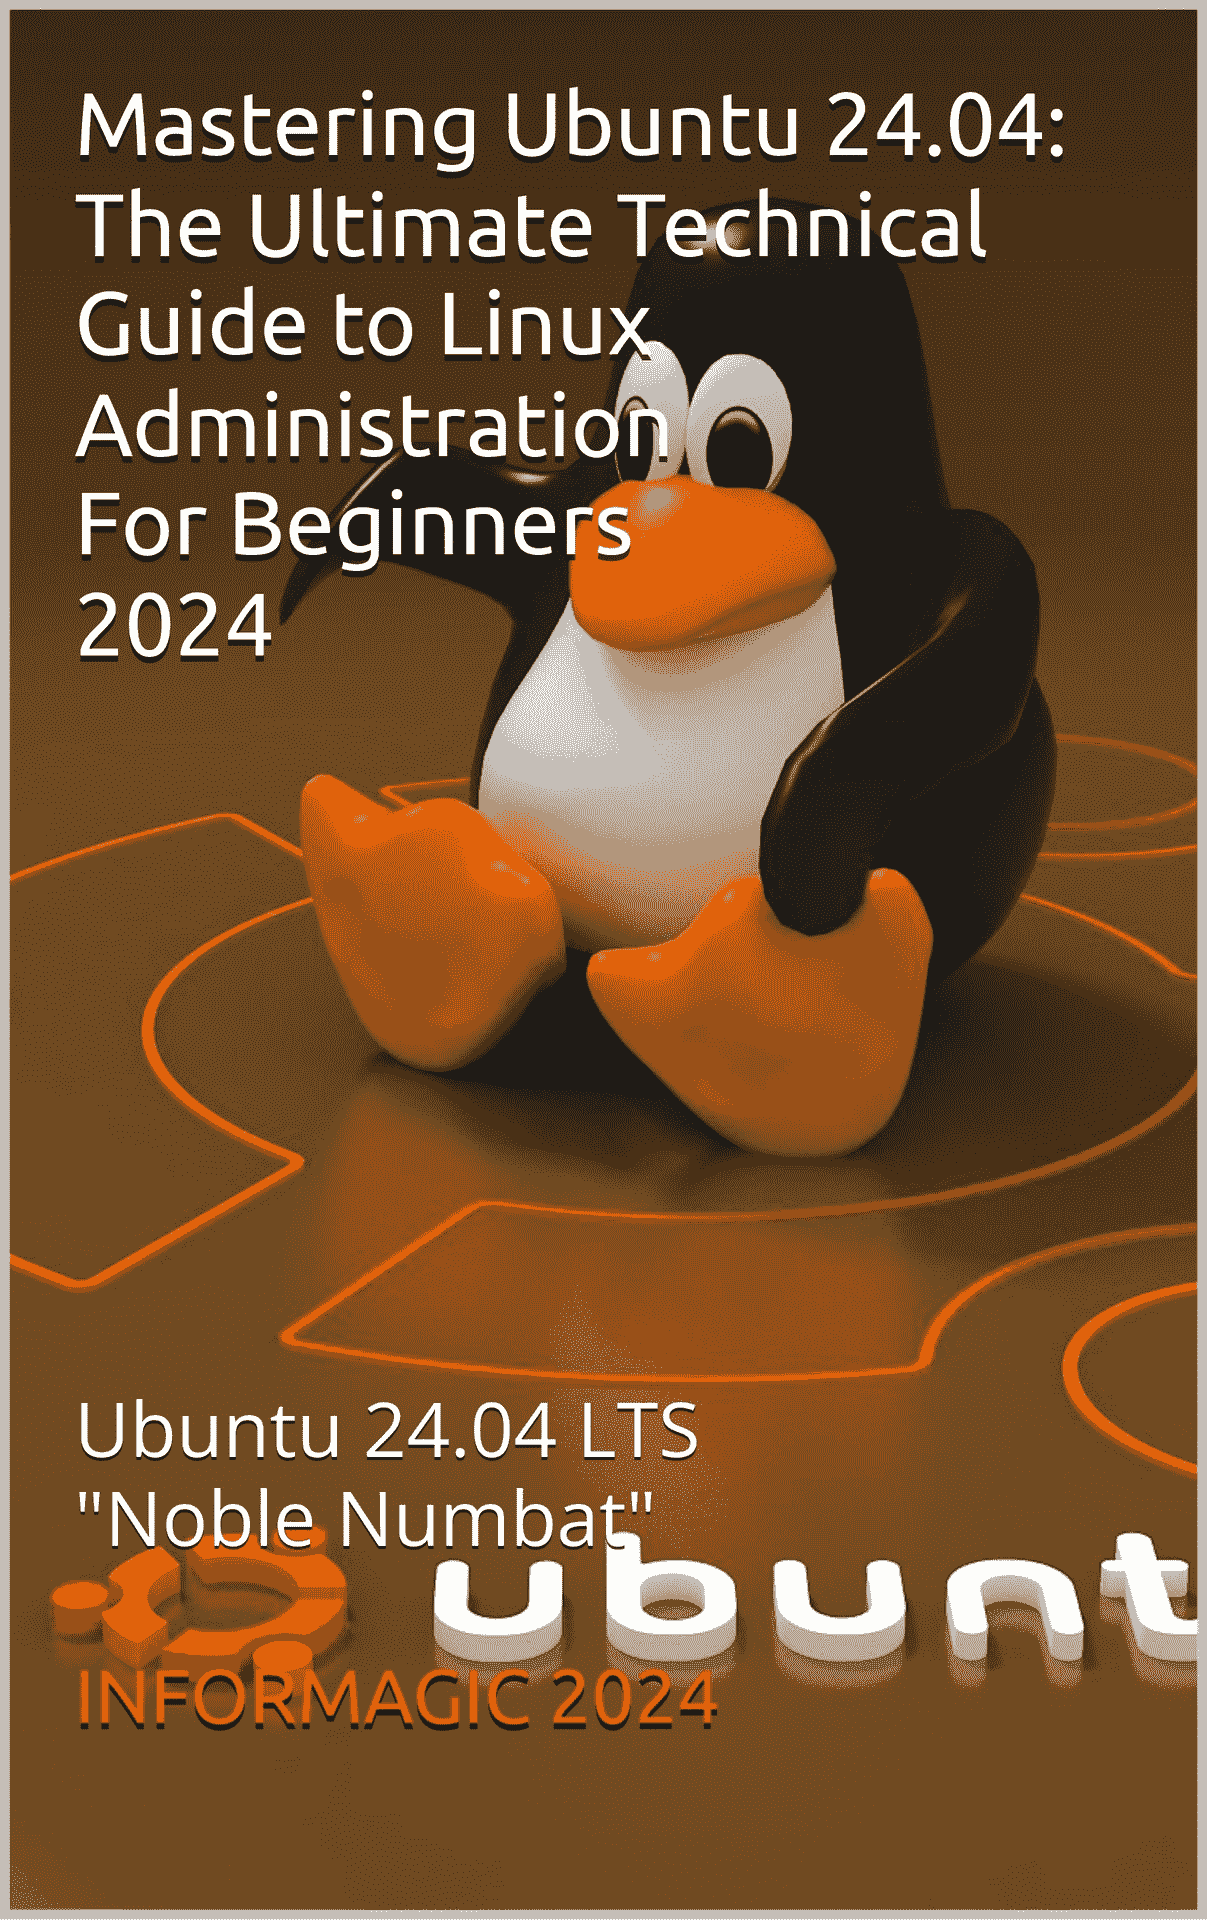 Mastering Ubuntu 24.04:
The Ultimate Technical
Guide to Linux
Administration
For Beginners
2024
Ubuntu 24.04 LTS
"Noble Numbat"
ubunt
INFORMAGIC 2024